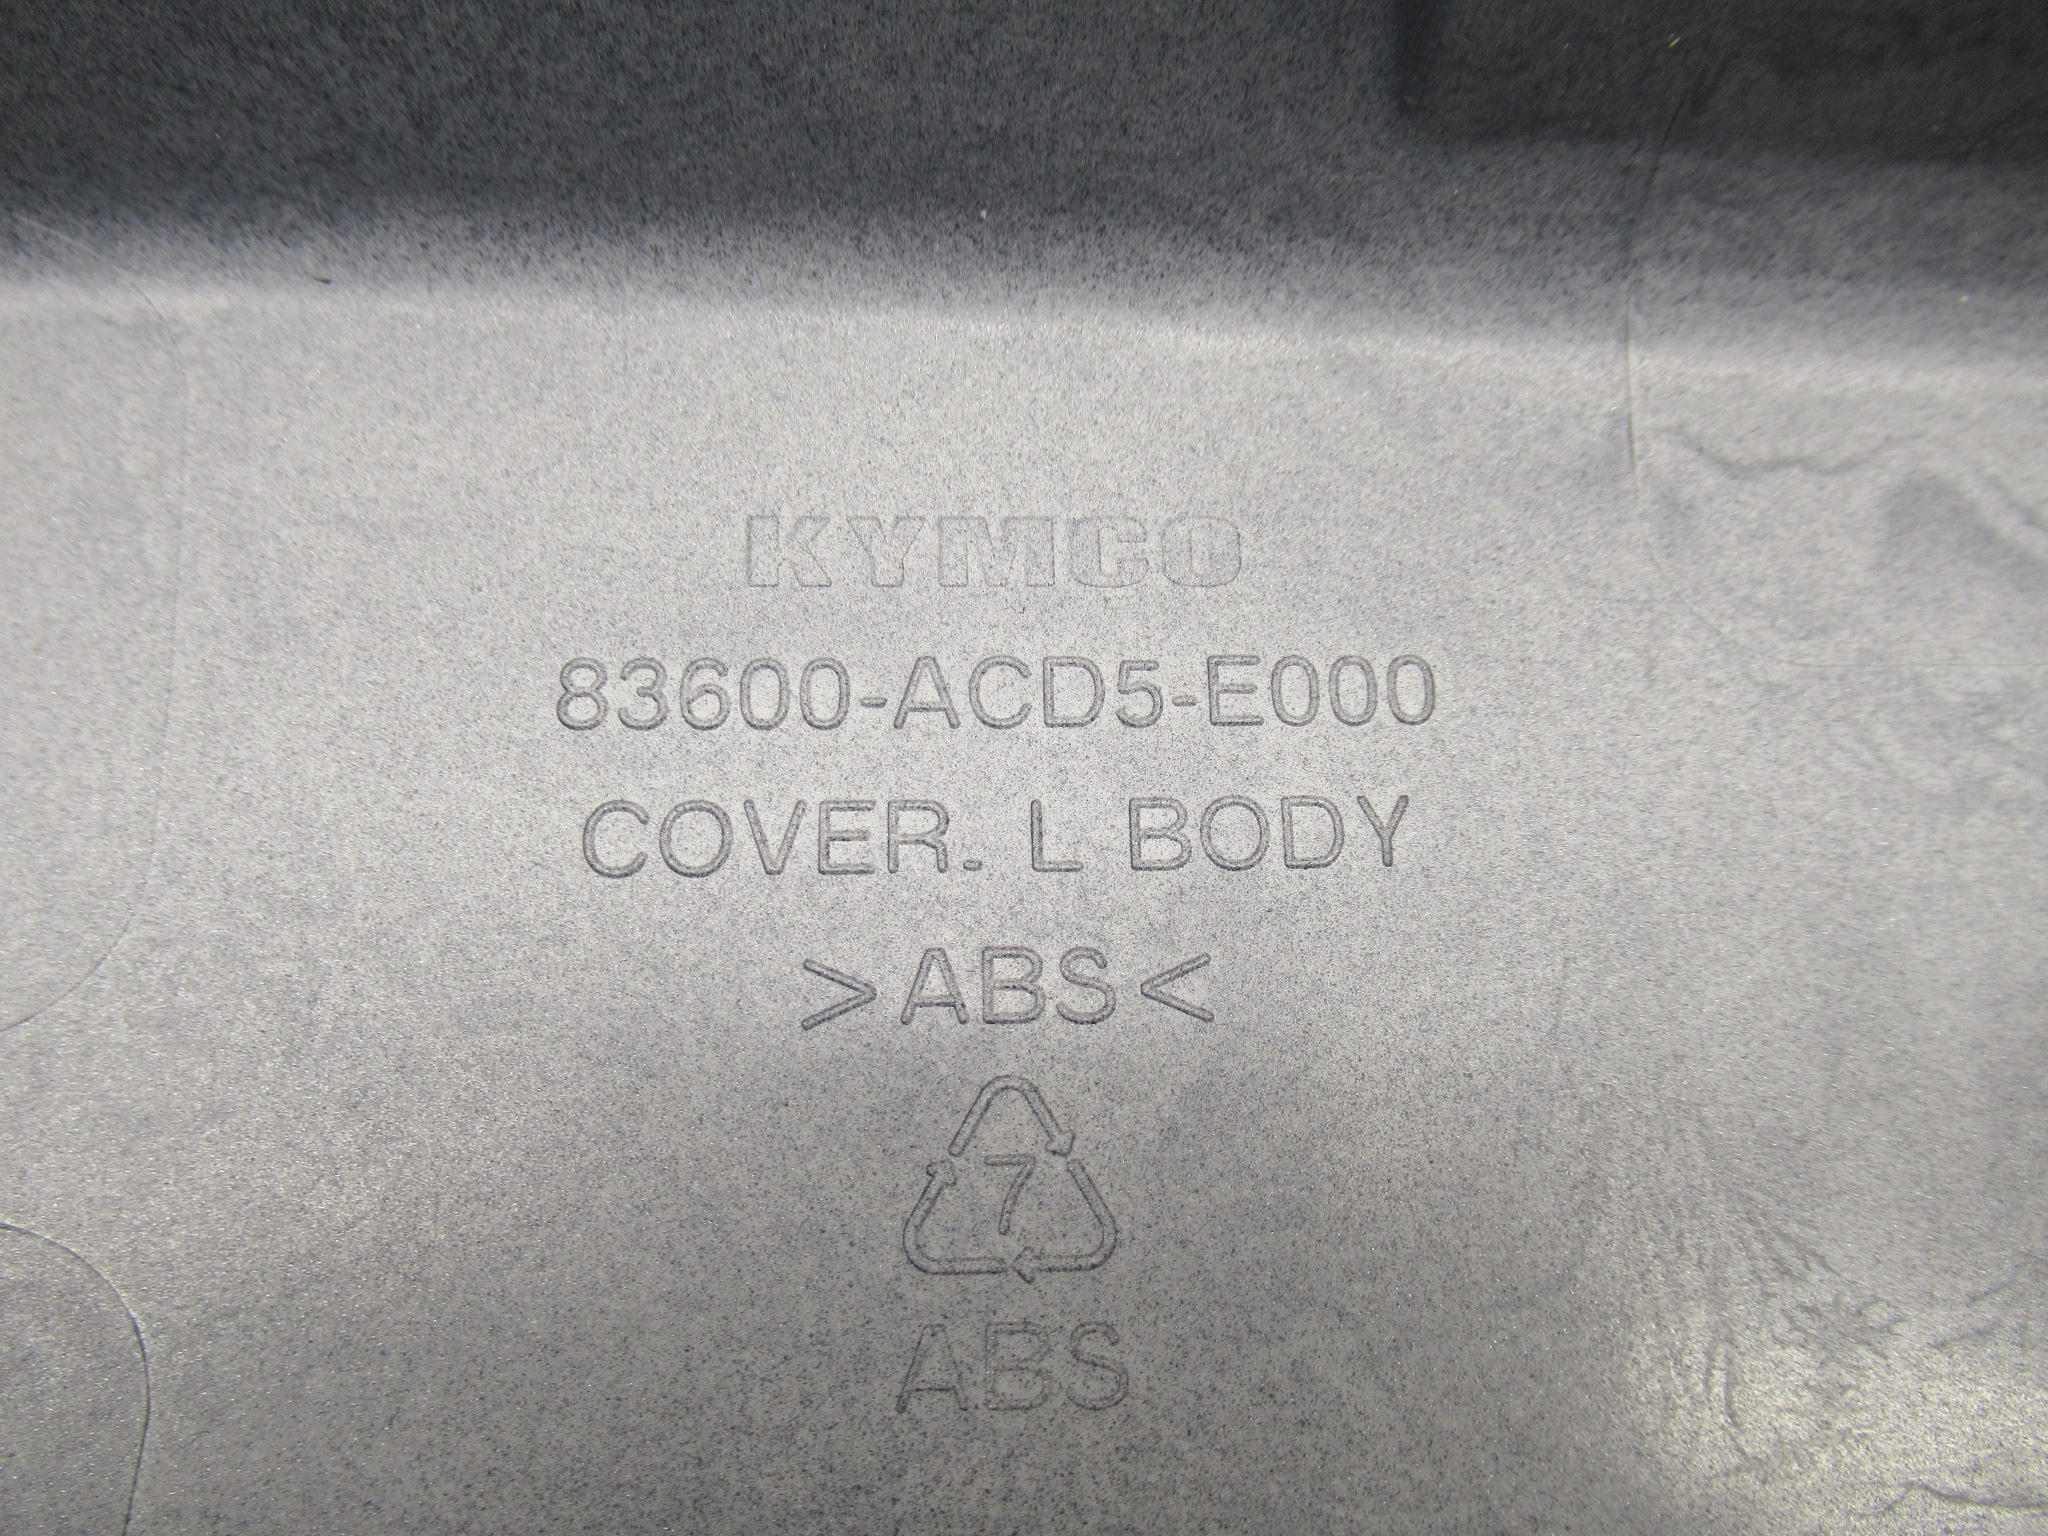 KYMCO
83600-ACD5-E000
COVER. L BODY
>ABS<
7
ABS